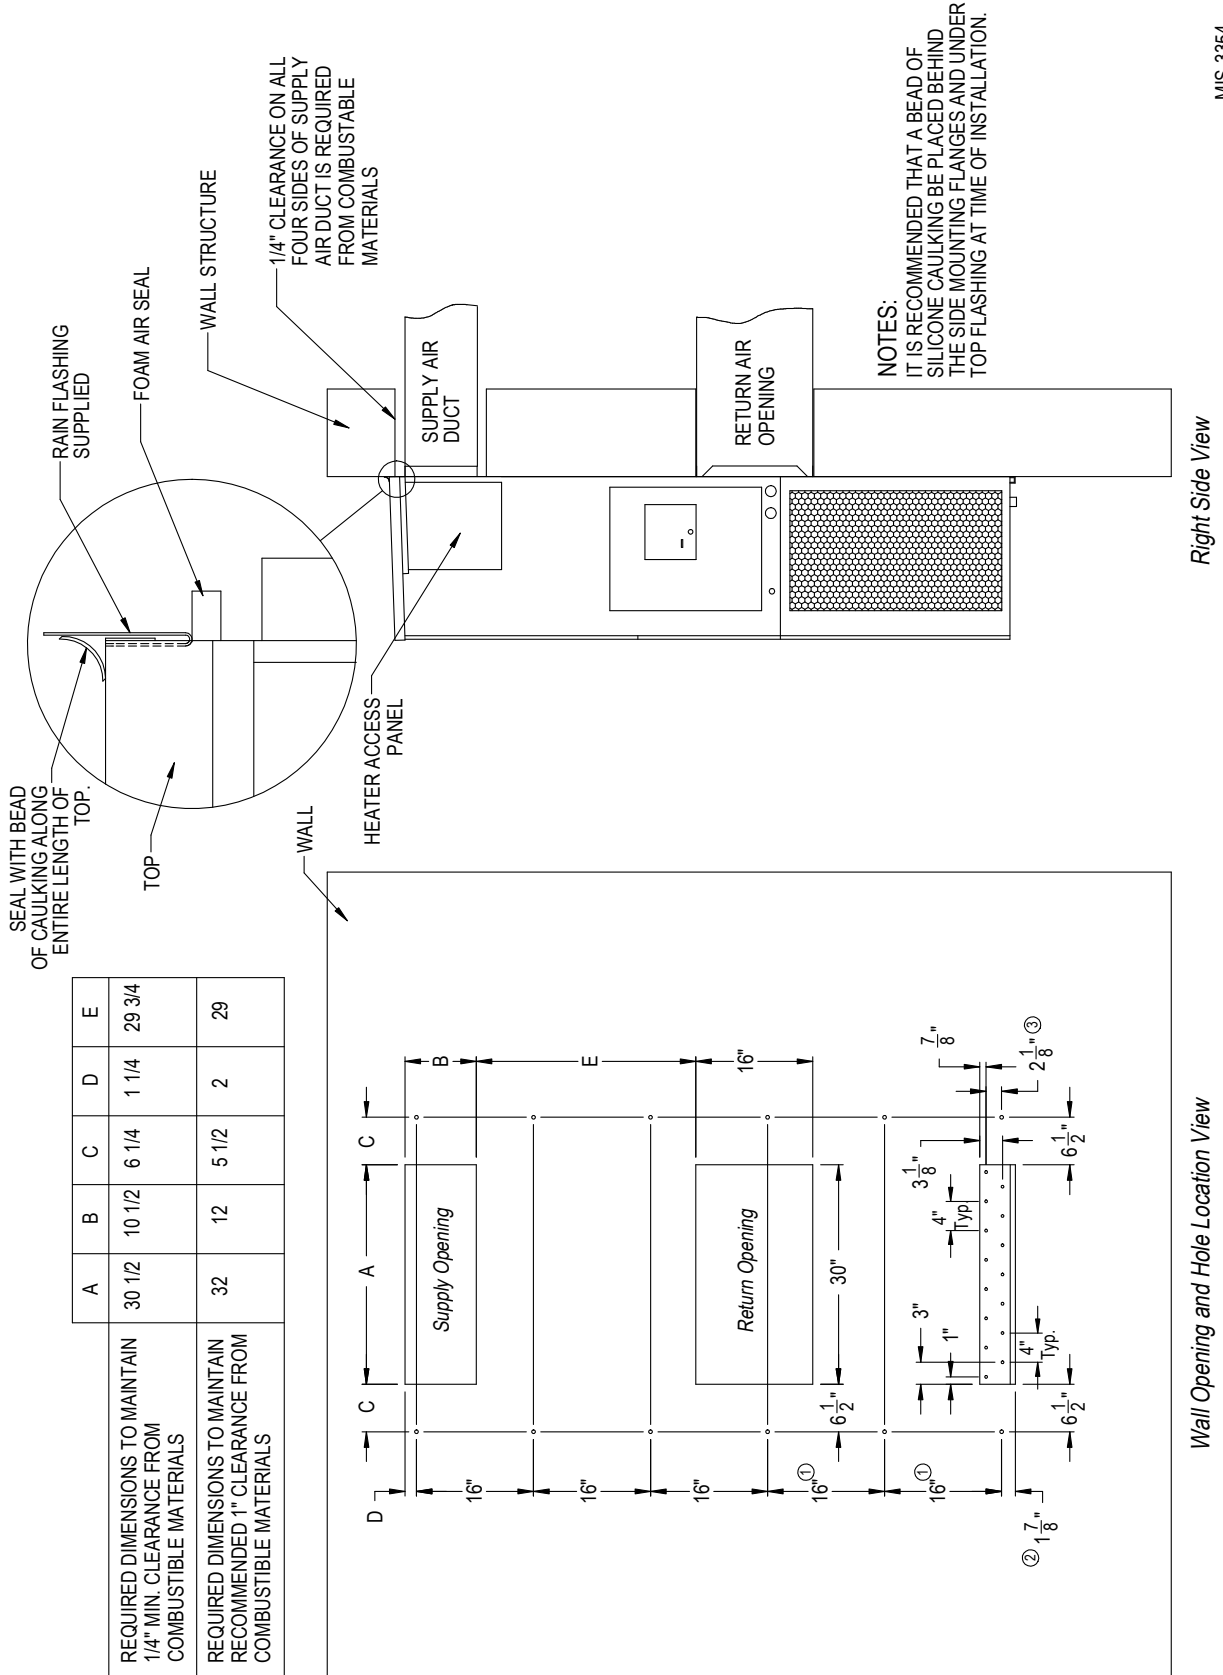 A B C D E
REQUIRED DIMENSIONS TO MAINTAIN
1/4" MIN. CLEARANCE FROM
COMBUSTIBLE MATERIALS
30 1/2 10 1/2 6 1/4 1 1/4 29 3/4
REQUIRED DIMENSIONS TO MAINTAIN
RECOMMENDED 1" CLEARANCE FROM
COMBUSTIBLE MATERIALS
32 12 5 1/2 2 29
SEAL WITH BEAD
OF CAULKING ALONG
ENTIRE LENGTH OF
TOP.
TOP
RAIN FLASHING
SUPPLIED
FOAM AIR SEAL
WALL STRUCTURE
1/4" CLEARANCE ON ALL
FOUR SIDES OF SUPPLY
AIR DUCT IS REQUIRED
FROM COMBUSTABLE
MATERIALS
WALL
HEATER ACCESS
PANEL
SUPPLY AIR
DUCT
RETURN AIR
OPENING
D
C
A
C
B
Supply Opening
16"
16"
E
16"
Return Opening
16"
① 16"
6 1/2"
30"
① 16"
3"
1"
4"
Typ.
3 1/8"
7/8"
4"
Typ.
2 1/8" ③
② 1 7/8"
6 1/2"
6 1/2"
NOTES:
IT IS RECOMMENDED THAT A BEAD OF
SILICONE CAULKING BE PLACED BEHIND
THE SIDE MOUNTING FLANGES AND UNDER
TOP FLASHING AT TIME OF INSTALLATION.
Wall Opening and Hole Location View
Right Side View
MIS-3354